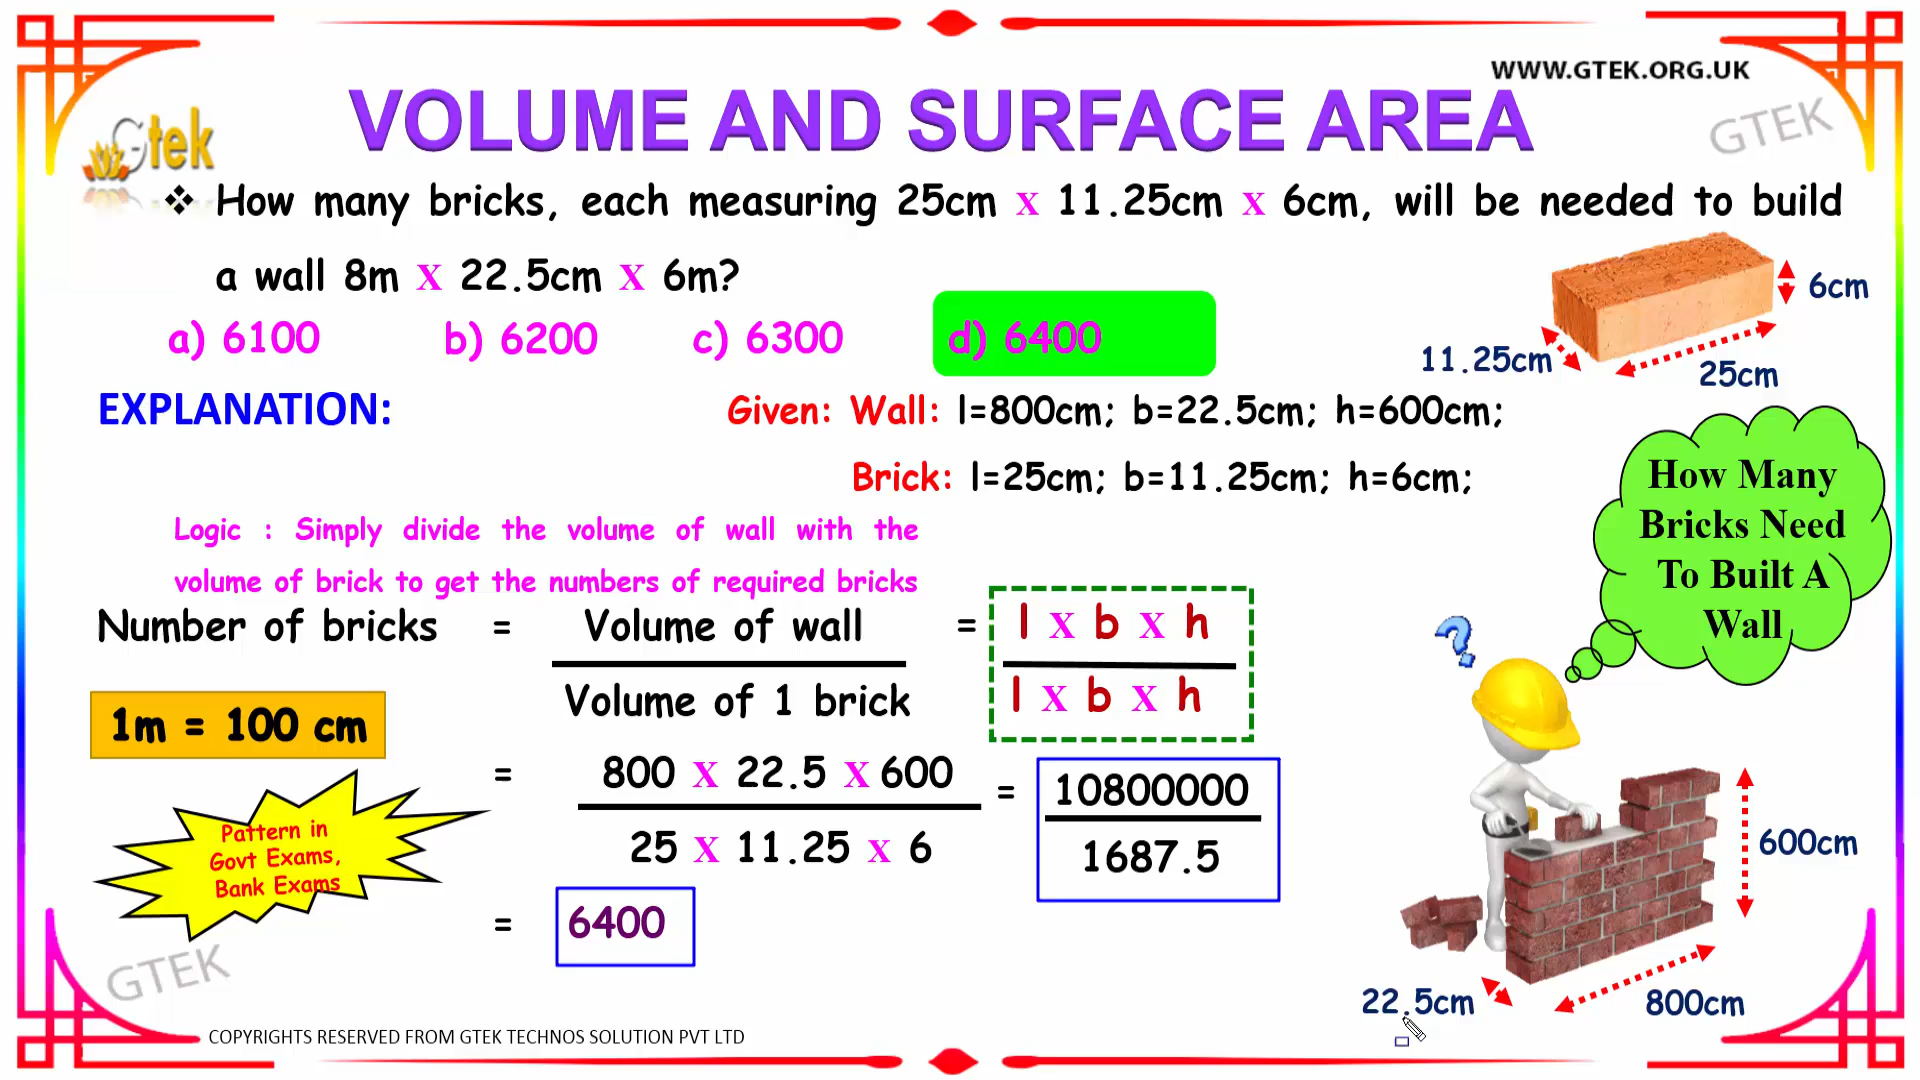 WWW.GTEK.ORG.UK
VOLUME AND SURFACE AREA
Gtek
GTEK
❖ How many bricks, each measuring 25cm x 11.25cm x 6cm, will be needed to build
a wall 8m X 22.5cm X 6m?
a) 6100 b) 6200 c) 6300 d) 6400
6cm
11.25cm
25cm
EXPLANATION:
Given: Wall: l=800cm; b=22.5cm; h=600cm;
Brick: l=25cm; b=11.25cm; h=6cm;
How Many
Bricks Need
To Built A
Wall
Logic : Simply divide the volume of wall with the
volume of brick to get the numbers of required bricks
Number of bricks = Volume of wall = l X b X h
Volume of 1 brick l X b X h
1m = 100 cm
= 800 X 22.5 X 600 = 10800000
25 X 11.25 X 6 1687.5
Pattern in
Govt Exams,
Bank Exams
= 6400
600cm
22.5cm
800cm
GTEK
COPYRIGHTS RESERVED FROM GTEK TECHNOS SOLUTION PVT LTD